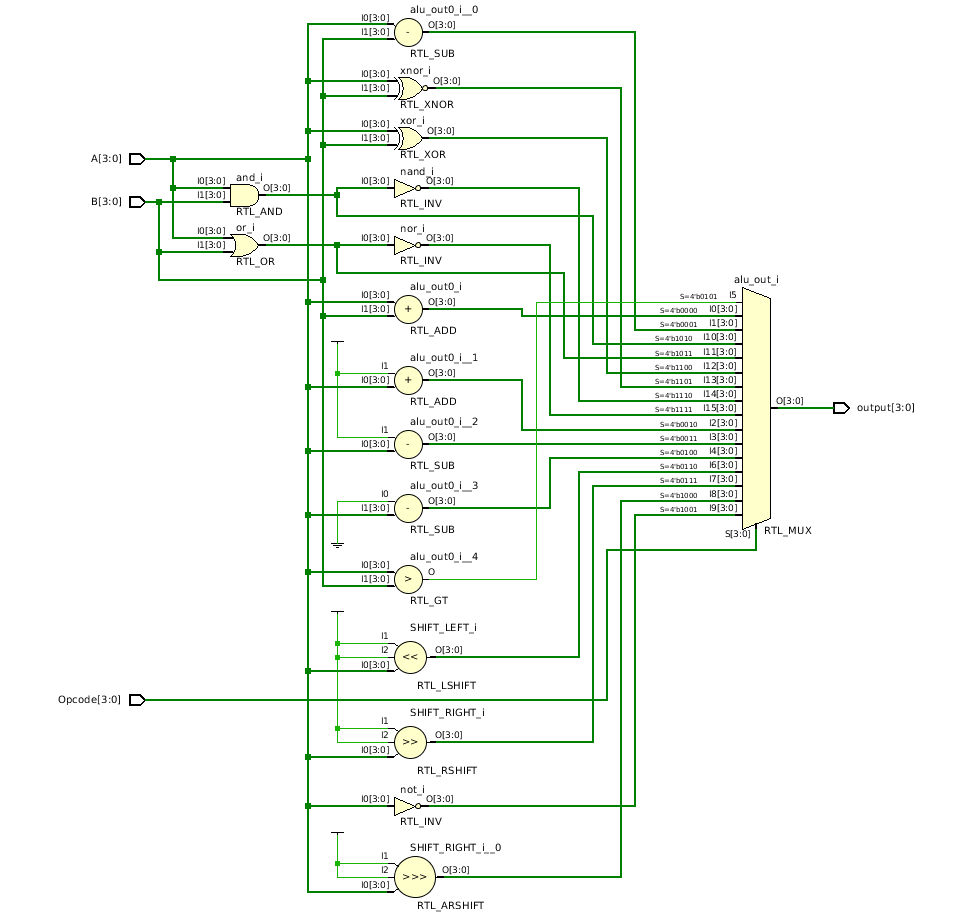 alu_out0_i__0
I0[3:0]
I1[3:0]
-
O[3:0]
RTL_SUB
xnor_i
I0[3:0]
I1[3:0]
O[3:0]
RTL_XNOR
xor_i
I0[3:0]
I1[3:0]
O[3:0]
RTL_XOR
A[3:0]
B[3:0]
and_i
I0[3:0]
I1[3:0]
O[3:0]
RTL_AND
nand_i
I0[3:0]
O[3:0]
RTL_INV
or_i
I0[3:0]
I1[3:0]
O[3:0]
RTL_OR
nor_i
I0[3:0]
O[3:0]
RTL_INV
alu_out0_i
I0[3:0]
I1[3:0]
+
O[3:0]
RTL_ADD
alu_out0_i__1
I1
I0[3:0]
+
O[3:0]
RTL_ADD
alu_out0_i__2
I1
I0[3:0]
-
O[3:0]
RTL_SUB
alu_out0_i__3
I0
I1[3:0]
-
O[3:0]
RTL_SUB
alu_out0_i__4
I0[3:0]
I1[3:0]
>
O
RTL_GT
alu_out_i
S=4'b0101 I5
S=4'b0000 I0[3:0]
S=4'b0001 I1[3:0]
S=4'b1010 I10[3:0]
S=4'b1011 I11[3:0]
S=4'b1100 I12[3:0]
S=4'b1101 I13[3:0]
S=4'b1110 I14[3:0]
S=4'b1111 I15[3:0]
S=4'b0010 I2[3:0]
S=4'b0011 I3[3:0]
S=4'b0100 I4[3:0]
S=4'b0110 I6[3:0]
S=4'b0111 I7[3:0]
S=4'b1000 I8[3:0]
S=4'b1001 I9[3:0]
S[3:0]
RTL_MUX
O[3:0]
output[3:0]
SHIFT_LEFT_i
I1
I2
I0[3:0]
<<
O[3:0]
RTL_LSHIFT
Opcode[3:0]
SHIFT_RIGHT_i
I1
I2
I0[3:0]
>>
O[3:0]
RTL_RSHIFT
not_i
I0[3:0]
O[3:0]
RTL_INV
SHIFT_RIGHT_i__0
I1
I2
I0[3:0]
>>>
O[3:0]
RTL_ARSHIFT